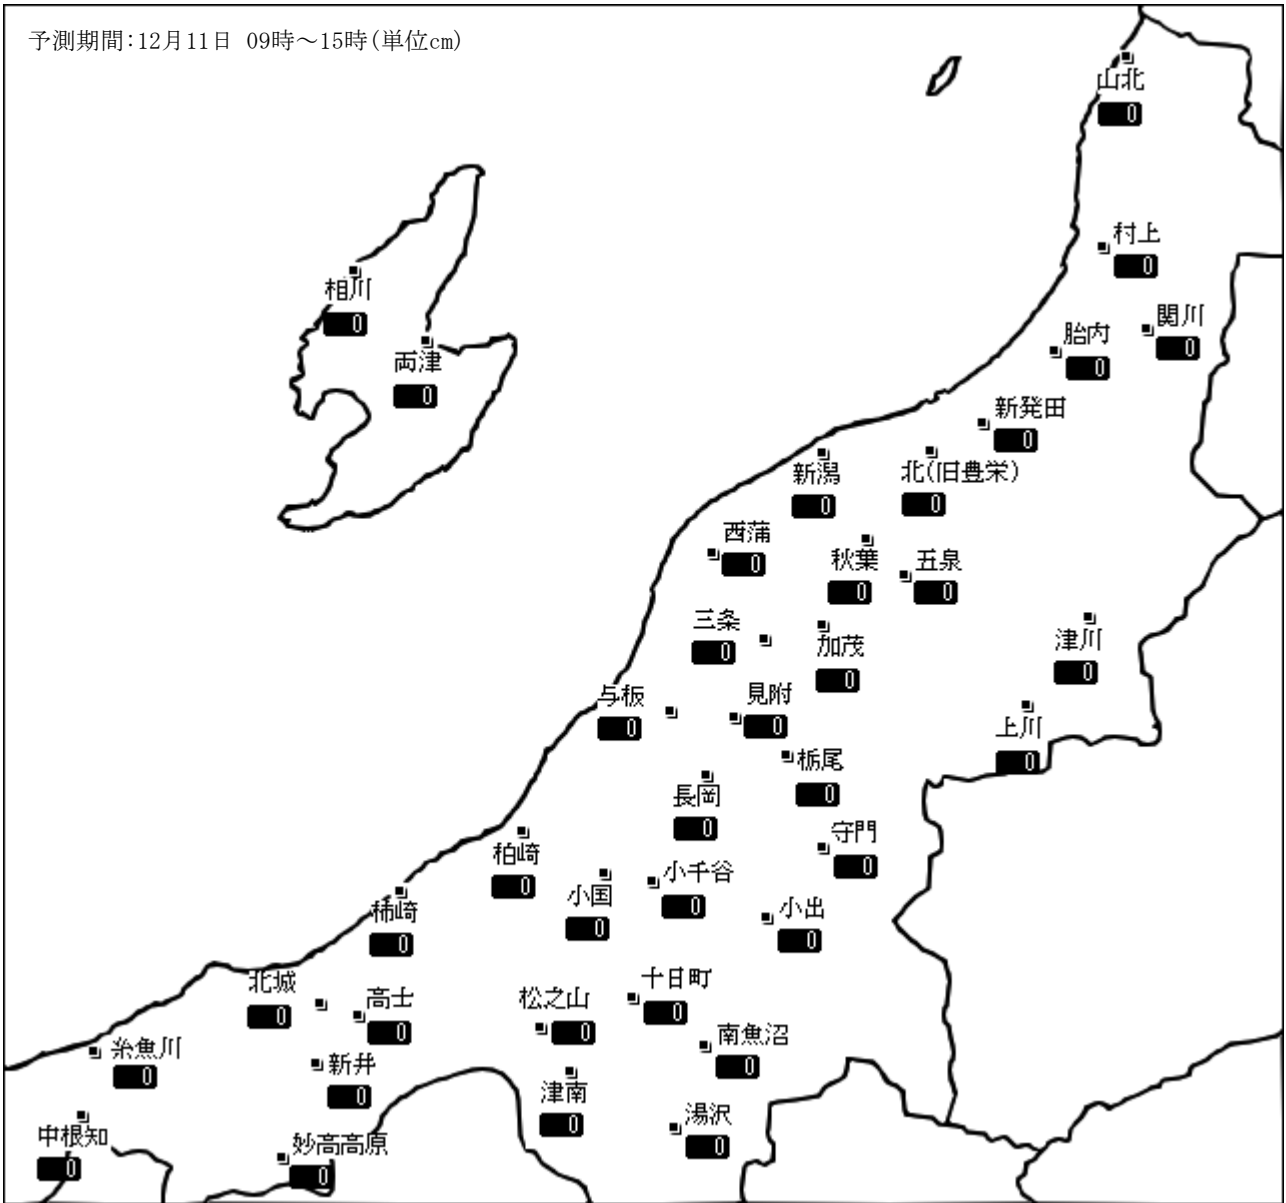 予測期間:12月11日 09時～15時(単位cm)
山北
0
村上
0
相川
0
関川
0
胎内
0
両津
0
新発田
0
新潟
0
北(旧豊栄)
0
西蒲
0
秋葉
0
五泉
0
三条
0
加茂
0
津川
0
与板
0
見附
0
上川
0
栃尾
0
長岡
0
守門
0
柏崎
0
小千谷
0
小国
0
小出
0
柿崎
0
北城
0
高士
0
松之山
0
十日町
0
南魚沼
0
糸魚川
0
新井
0
津南
0
湯沢
0
中根知
0
妙高高原
0